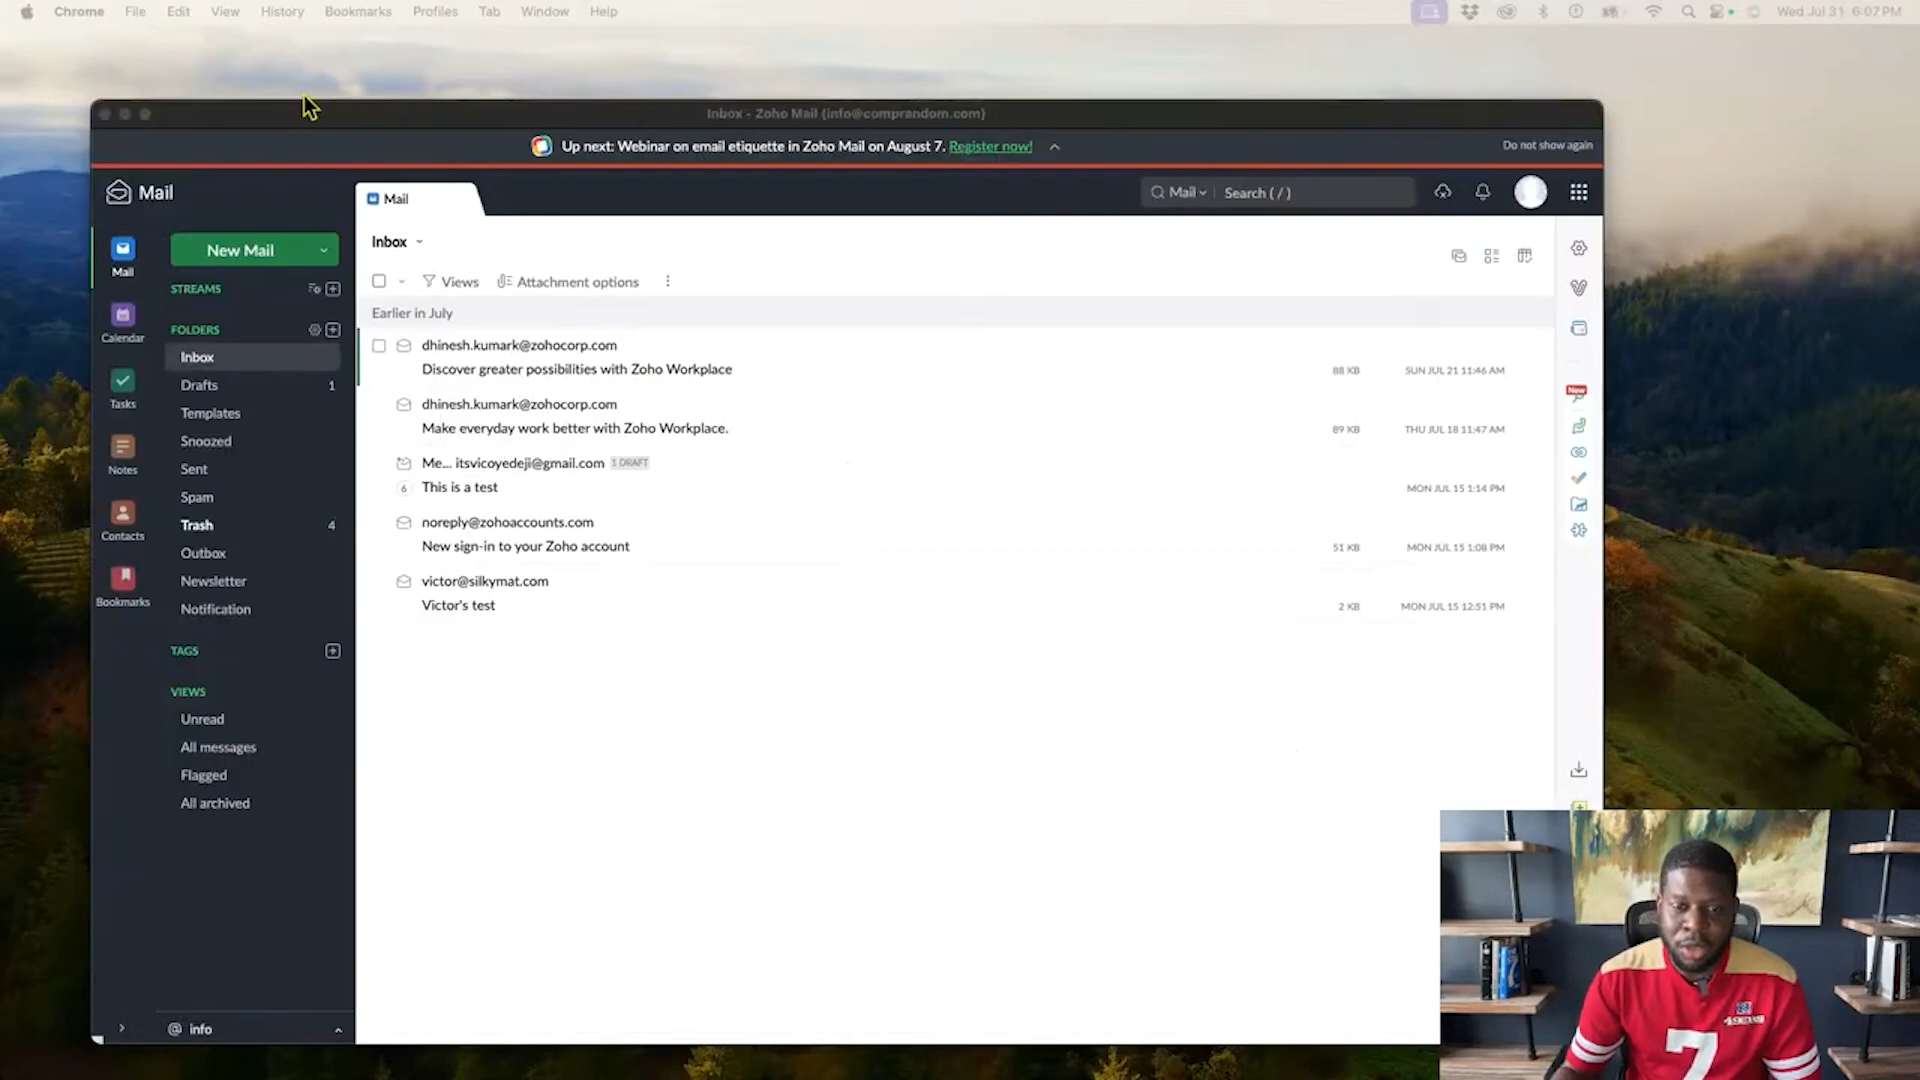 Chrome File Edit View History Bookmarks Profiles Tab Window Help Wed Jul 31 6:07 PM
Inbox - Zoho Mail (info@comprandom.com)
Up next: Webinar on email etiquette in Zoho Mail on August 7. Register now! Do not show again
Mail
Mail
Mail Search ( / )
New Mail
Inbox
Mail
STREAMS
Views Attachment options
Calendar
FOLDERS
Earlier in July
Inbox
dhinesh.kumark@zohocorp.com
Discover greater possibilities with Zoho Workplace 88 KB SUN JUL 21 11:46 AM
Drafts 1
Tasks
Templates
dhinesh.kumark@zohocorp.com
Make everyday work better with Zoho Workplace. 89 KB THU JUL 18 11:47 AM
New
Snoozed
Notes
Sent
Me... itsvicoyedeji@gmail.com 1 DRAFT
6 This is a test MON JUL 15 1:14 PM
Spam
Contacts
Trash 4
noreply@zohoaccounts.com
New sign-in to your Zoho account 51 KB MON JUL 15 1:08 PM
Outbox
Newsletter
Bookmarks
Notification
victor@silkymat.com
Victor's test 2 KB MON JUL 15 12:51 PM
TAGS
VIEWS
Unread
All messages
Flagged
All archived
@ info
49ERS
7